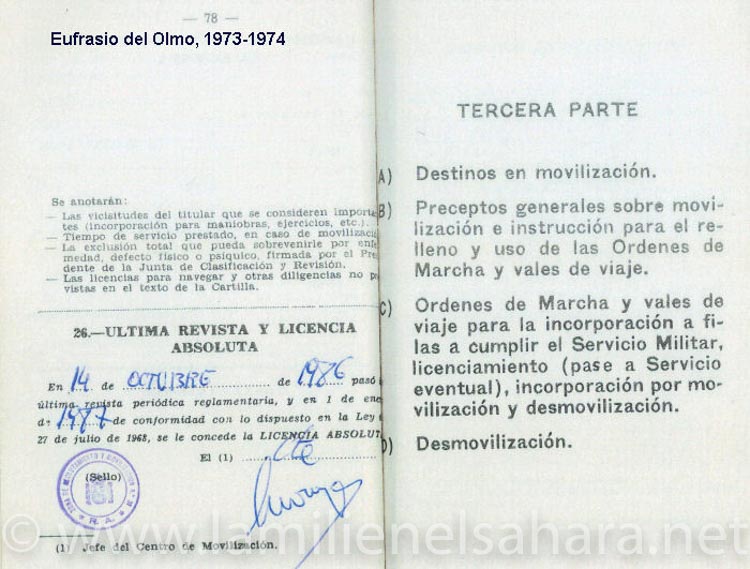 — 78 —
Eufrasio del Olmo, 1973-1974
Se anotarán:
— Las vicisitudes del titular que se consideren importa
tes (incorporación para maniobras, ejercicios, etc.).
— Tiempo de servicio prestado, en caso de movilizació
— La exclusión total que pueda sobrevenirle por enfe
medad, defecto físico o psíquico, firmada por el Pre
dente de la Junta de Clasificación y Revisión.
— Las licencias para navegar y otras diligencias no p
vistas en el texto de la Cartilla.
26.—ULTIMA REVISTA Y LICENCIA
ABSOLUTA
En 14 de OCTUBRE de 1986 pasó
última revista periódica reglamentaria, y en 1 de ene
de 1987 de conformidad con lo dispuesto en la Ley
27 de julio de 1968, se le concede la LICENCIA ABSOLUT
El (1) Cte
(Sello)
R. A.
(1) Jefe del Centro de Movilización.
TERCERA PARTE
A) Destinos en movilización.
B) Preceptos generales sobre movi-
lización e instrucción para el re-
lleno y uso de las Ordenes de
Marcha y vales de viaje.
C) Ordenes de Marcha y vales de
viaje para la incorporación a fi-
las a cumplir el Servicio Militar,
licenciamiento (pase a Servicio
eventual), incorporación por mo-
vilización y desmovilización.
D) Desmovilización.
© www.lamilienelsahara.net